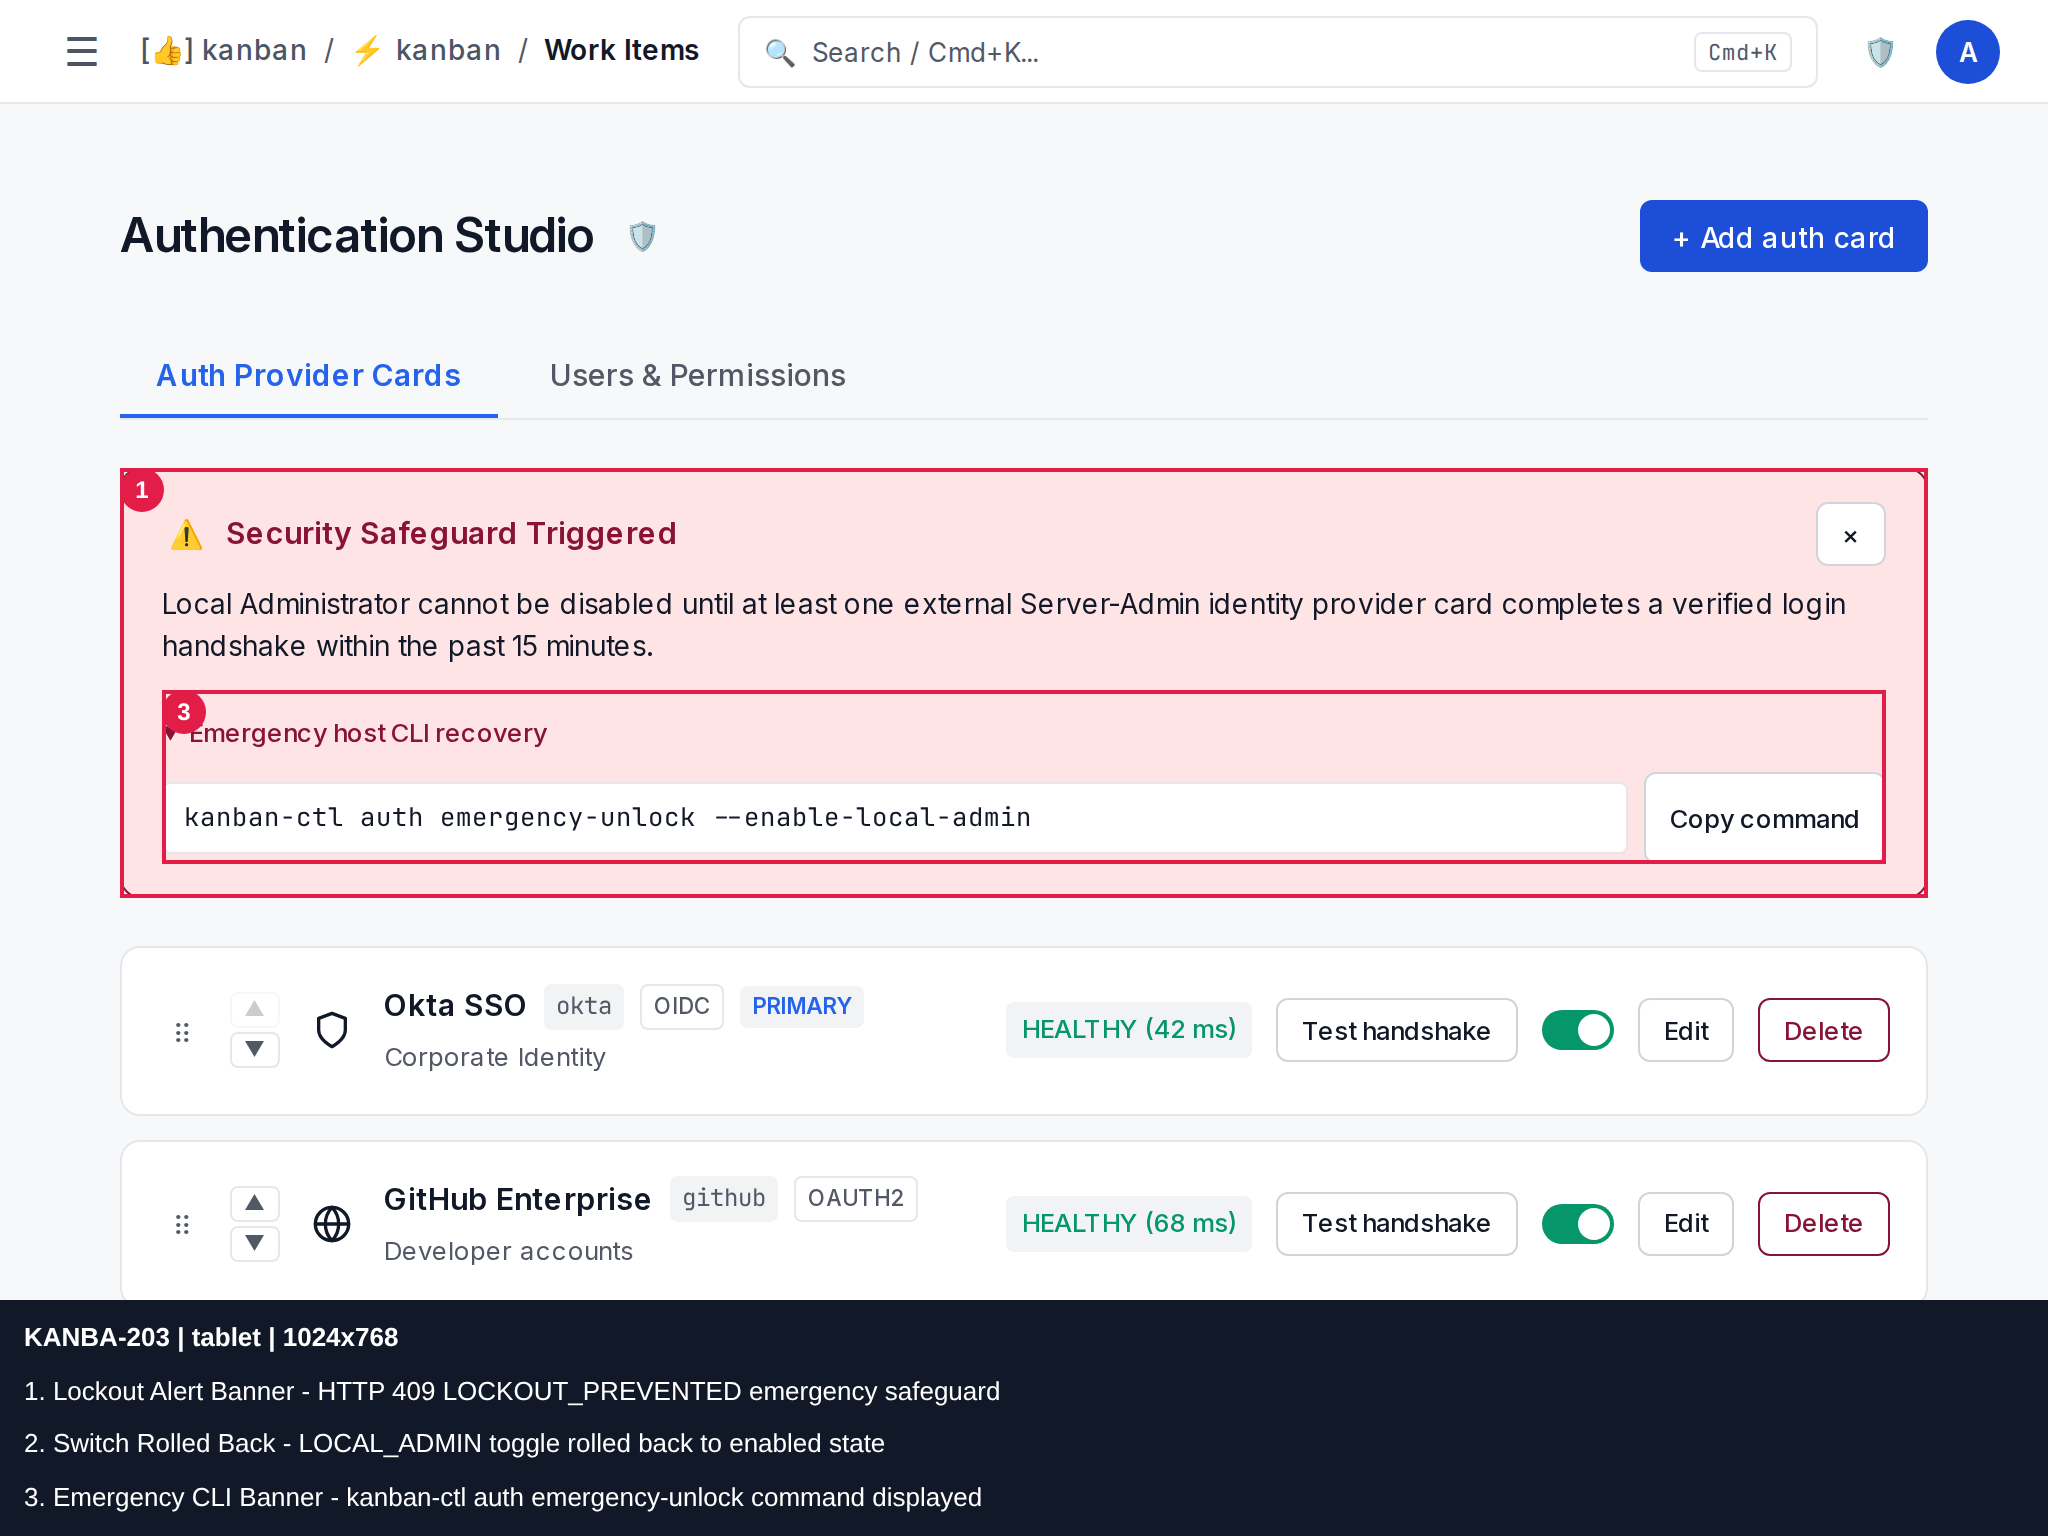 ☰ [👍] kanban / ⚡ kanban / Work Items
🔍 Search / Cmd+K... Cmd+K
A
Authentication Studio
+ Add auth card
Auth Provider Cards
Users & Permissions
1
⚠️ Security Safeguard Triggered
×
Local Administrator cannot be disabled until at least one external Server-Admin identity provider card completes a verified login
handshake within the past 15 minutes.
3
Emergency host CLI recovery
kanban-ctl auth emergency-unlock --enable-local-admin
Copy command
Okta SSO okta OIDC PRIMARY
Corporate Identity
HEALTHY (42 ms) Test handshake Edit Delete
GitHub Enterprise github OAUTH2
Developer accounts
HEALTHY (68 ms) Test handshake Edit Delete
KANBA-203 | tablet | 1024x768
1. Lockout Alert Banner - HTTP 409 LOCKOUT_PREVENTED emergency safeguard
2. Switch Rolled Back - LOCAL_ADMIN toggle rolled back to enabled state
3. Emergency CLI Banner - kanban-ctl auth emergency-unlock command displayed